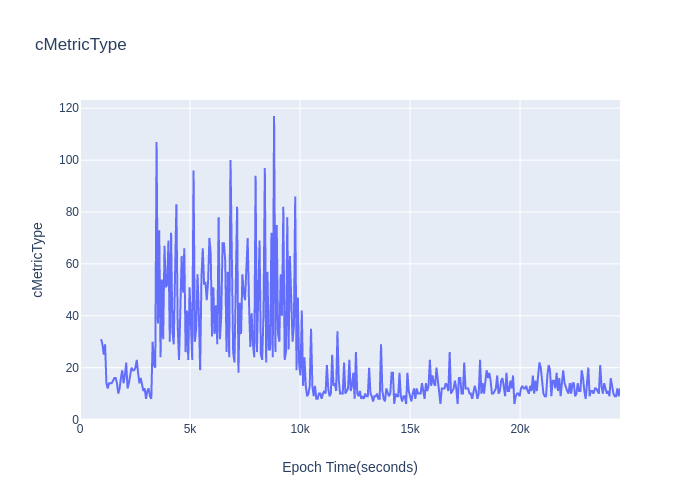 cMetricType
120
100
80
60
40
20
0
cMetricType
0
5k
10k
15k
20k
Epoch Time(seconds)